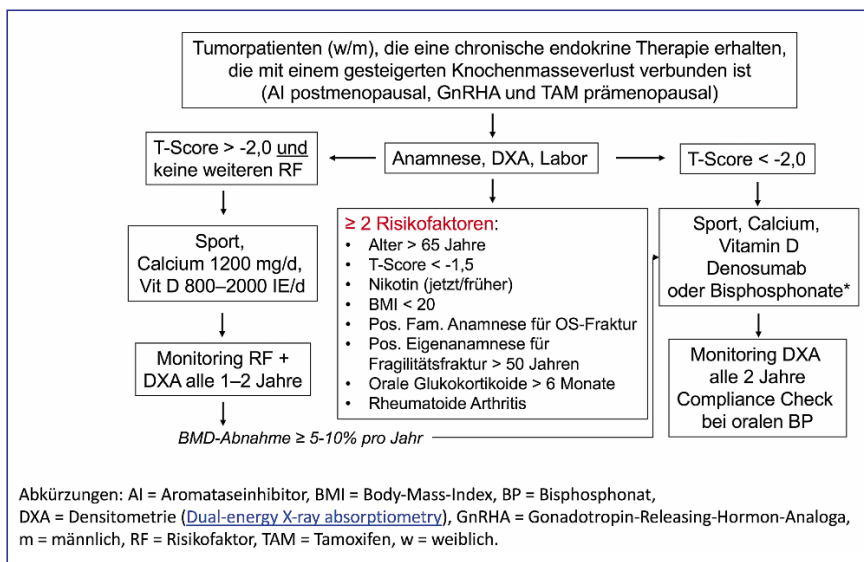 Tumorpatienten (w/m), die eine chronische endokrine Therapie erhalten,
die mit einem gesteigerten Knochenmasseverlust verbunden ist
(AI postmenopausal, GnRHA und TAM prämenopausal)
T-Score > -2,0 und
keine weiteren RF
Anamnese, DXA, Labor
T-Score < -2,0
Sport,
Calcium 1200 mg/d,
Vit D 800–2000 IE/d
≥ 2 Risikofaktoren:
• Alter > 65 Jahre
• T-Score < -1,5
• Nikotin (jetzt/früher)
• BMI < 20
• Pos. Fam. Anamnese für OS-Fraktur
• Pos. Eigenanamnese für
Fragilitätsfraktur > 50 Jahren
• Orale Glukokortikoide > 6 Monate
• Rheumatoide Arthritis
Sport, Calcium,
Vitamin D
Denosumab
oder Bisphosphonate*
Monitoring RF +
DXA alle 1–2 Jahre
Monitoring DXA
alle 2 Jahre
Compliance Check
bei oralen BP
BMD-Abnahme ≥ 5-10% pro Jahr
Abkürzungen: AI = Aromataseinhibitor, BMI = Body-Mass-Index, BP = Bisphosphonat,
DXA = Densitometrie (Dual-energy X-ray absorptiometry), GnRHA = Gonadotropin-Releasing-Hormon-Analoga,
m = männlich, RF = Risikofaktor, TAM = Tamoxifen, w = weiblich.